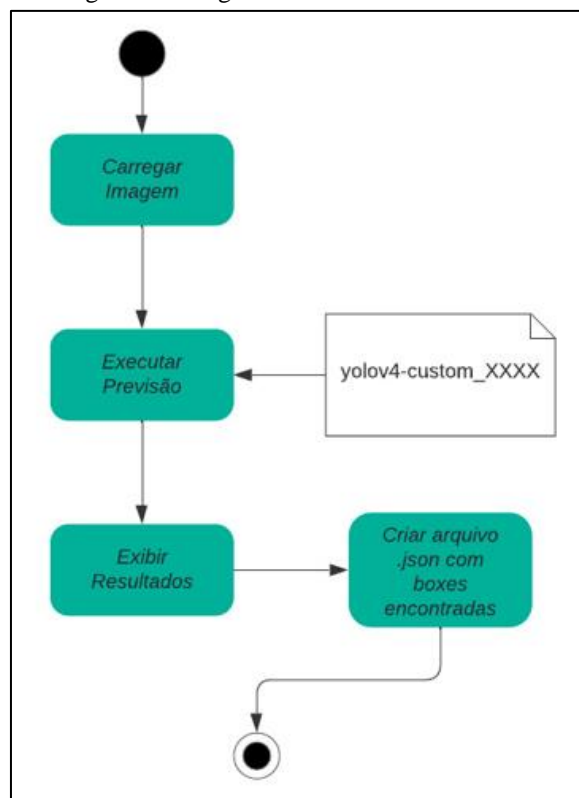 Carregar
Imagem
Executar
Previsão
yolov4-custom_XXXX
Exibir
Resultados
Criar arquivo
.json com
boxes
encontradas